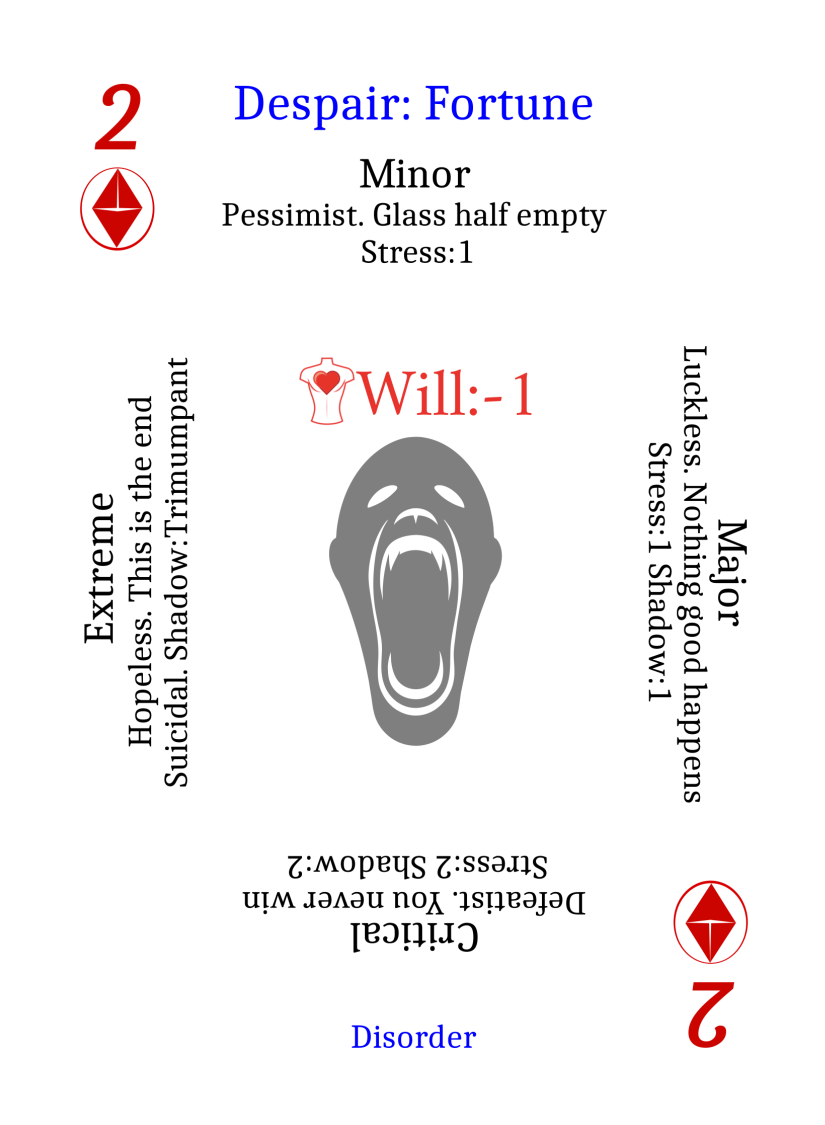 2
Despair: Fortune
Minor
Pessimist. Glass half empty
Stress:1
Will:-1
Major
Luckless. Nothing good happens
Stress:1 Shadow:1
Critical
Defeatist. You never win
Stress:2 Shadow:2
Extreme
Hopeless. This is the end
Suicidal. Shadow:Trimumpant
2
Disorder